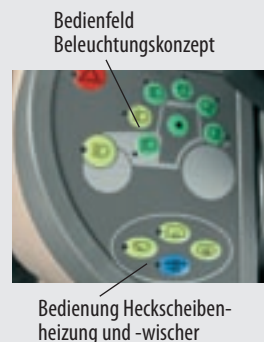 Bedienfeld
Beleuchtungskonzept
Bedienung Heckscheiben-
heizung und -wischer